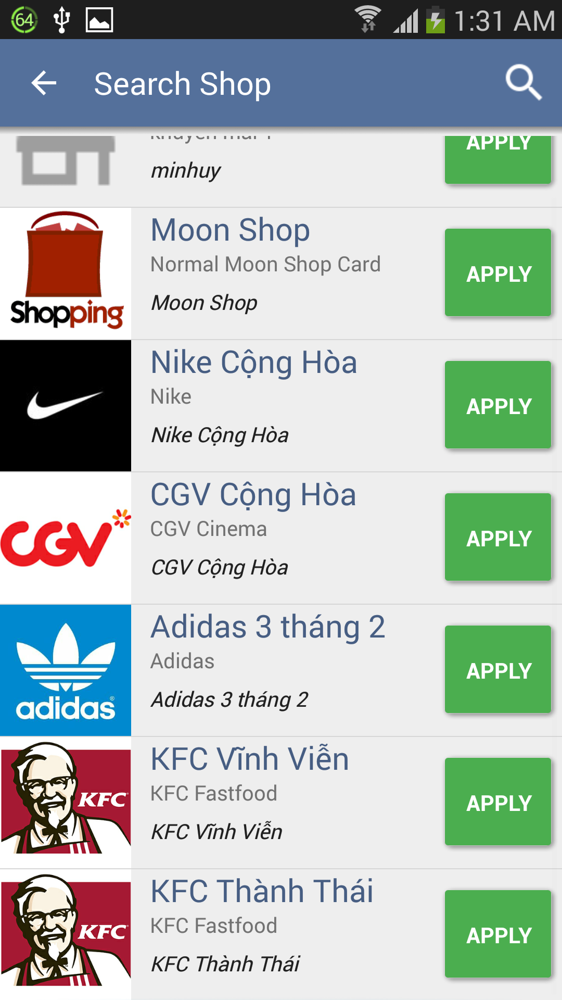 64
1:31 AM
Search Shop
APPLY
minhuy
Moon Shop
Normal Moon Shop Card
Moon Shop
APPLY
Shopping
Nike Cộng Hòa
Nike
Nike Cộng Hòa
APPLY
CGV
CGV Cộng Hòa
CGV Cinema
CGV Cộng Hòa
APPLY
adidas®
Adidas 3 tháng 2
Adidas
Adidas 3 tháng 2
APPLY
KFC
KFC Vĩnh Viễn
KFC Fastfood
KFC Vĩnh Viễn
APPLY
KFC
KFC Thành Thái
KFC Fastfood
KFC Thành Thái
APPLY